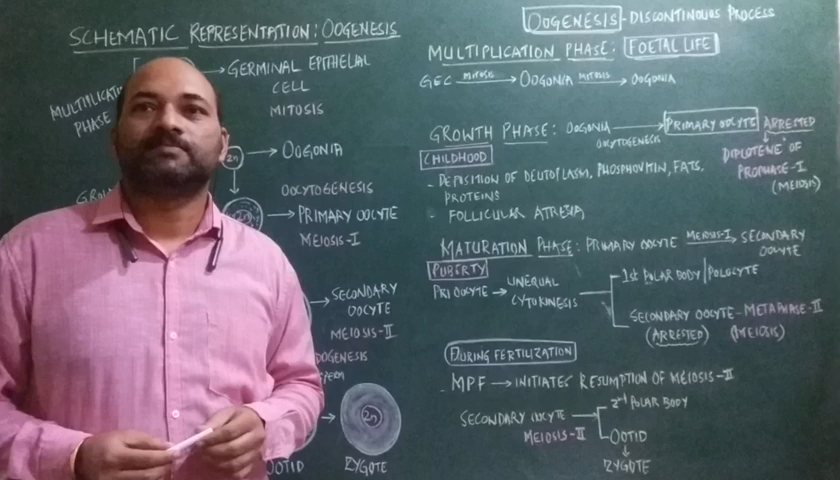 SCHEMATIC REPRESENTATION: OOGENESIS
MULTIPLICATI
PHASE
→ GERMINAL EPITHELIAL
CELL
MITOSIS
2n → OOGONIA
OOCYTOGENESIS
2n → PRIMARY OOCYTE
MEIOSIS-I
→ SECONDARY
OOCYTE
MEIOSIS-II
→ 2n
OOTID
ZYGOTE
OOGENESIS - DISCONTINOUS PROCESS
MULTIPLICATION PHASE: FOETAL LIFE
GEC MITOSIS → OOGONIA MITOSIS → OOGONIA
GROWTH PHASE: OOGONIA OOCYTOGENESIS → PRIMARY OOCYTE ARRESTED
CHILDHOOD
DIPLOTENE OF
PROPHASE-I
(MEIOSIS)
- DEPOSITION OF DEUTOPLASM, PHOSPHOVITIN, FATS,
PROTEINS
- FOLLICULAR ATRESIA
MATURATION PHASE: PRIMARY OOCYTE MEIOSIS-I → SECONDARY
OOCYTE
PUBERTY
PRI OOCYTE → UNEQUAL
CYTOKINESIS
1st POLAR BODY/POLOCYTE
SECONDARY OOCYTE - METAPHASE-II
(ARRESTED) (MEIOSIS)
DURING FERTILIZATION
MPF → INITIATES RESUMPTION OF MEIOSIS-II
2nd POLAR BODY
SECONDARY OOCYTE
MEIOSIS-II
OOTID
↓
ZYGOTE